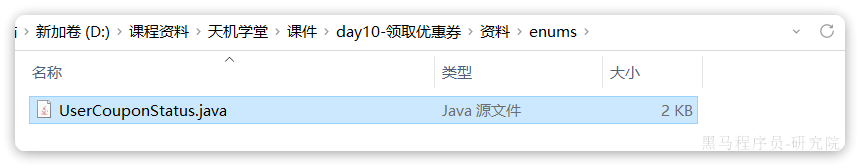 新加卷 (D:) › 课程资料 › 天机学堂 › 课件 › day10-领取优惠券 › 资料 › enums ›
名称 类型 大小
UserCouponStatus.java Java 源文件 2 KB
黑马程序员-研究院